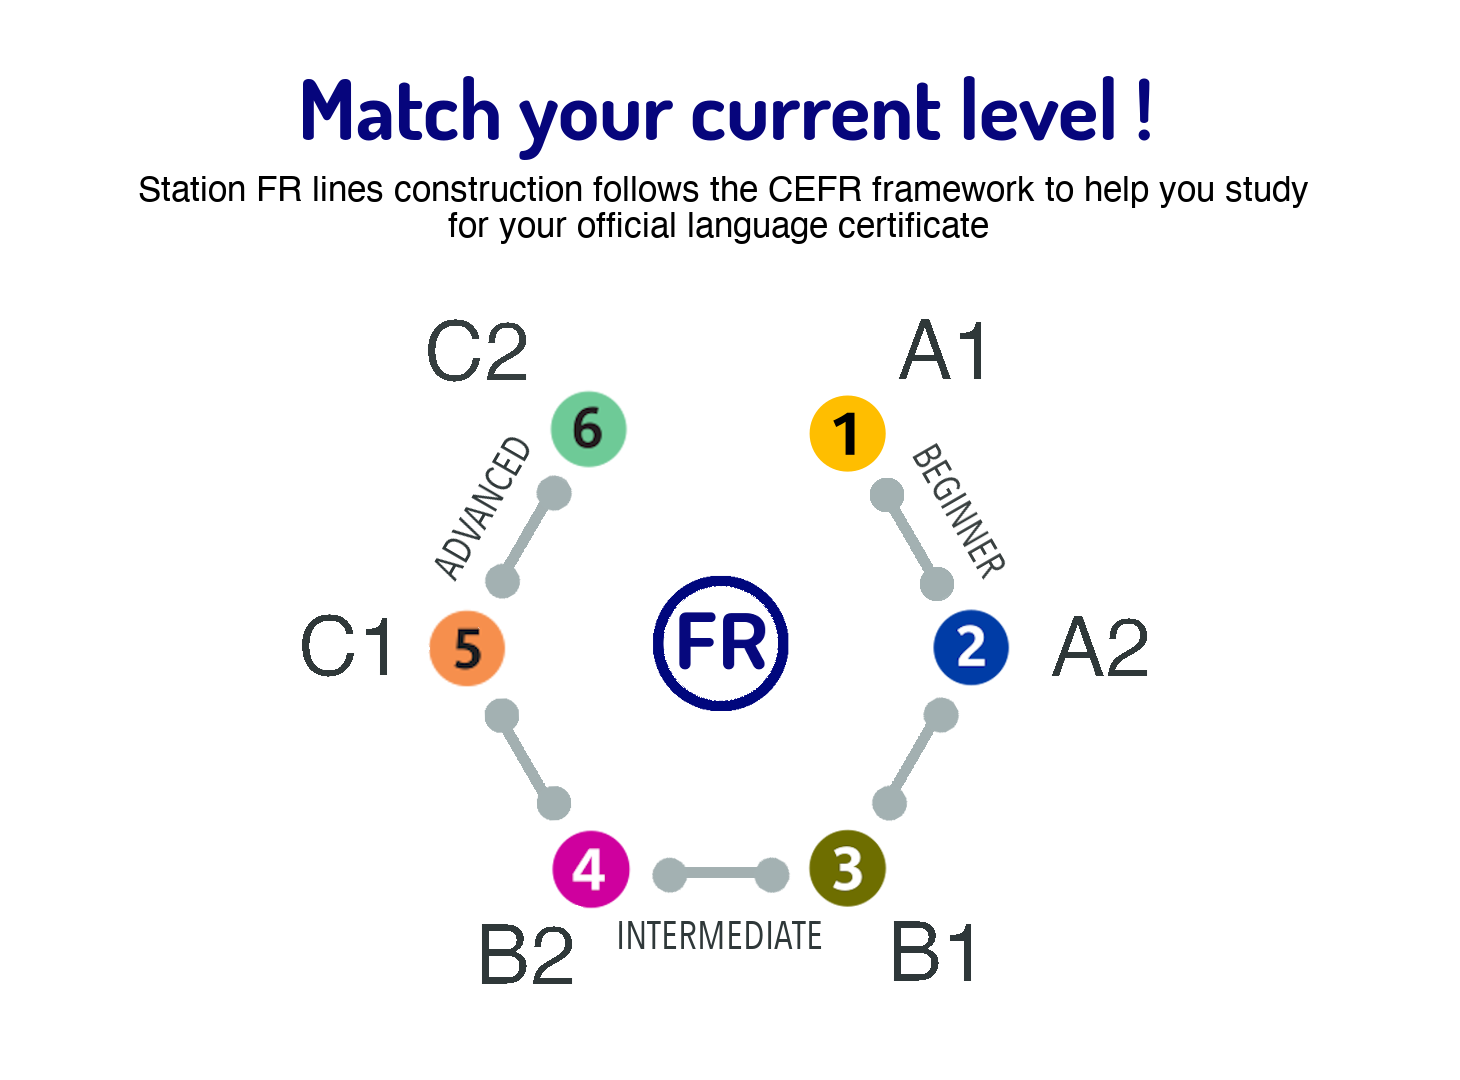 Match your current level !
Station FR lines construction follows the CEFR framework to help you study
for your official language certificate
C2
A1
6
1
ADVANCED
BEGINNER
FR
C1
5
2
A2
4
3
B2
INTERMEDIATE
B1